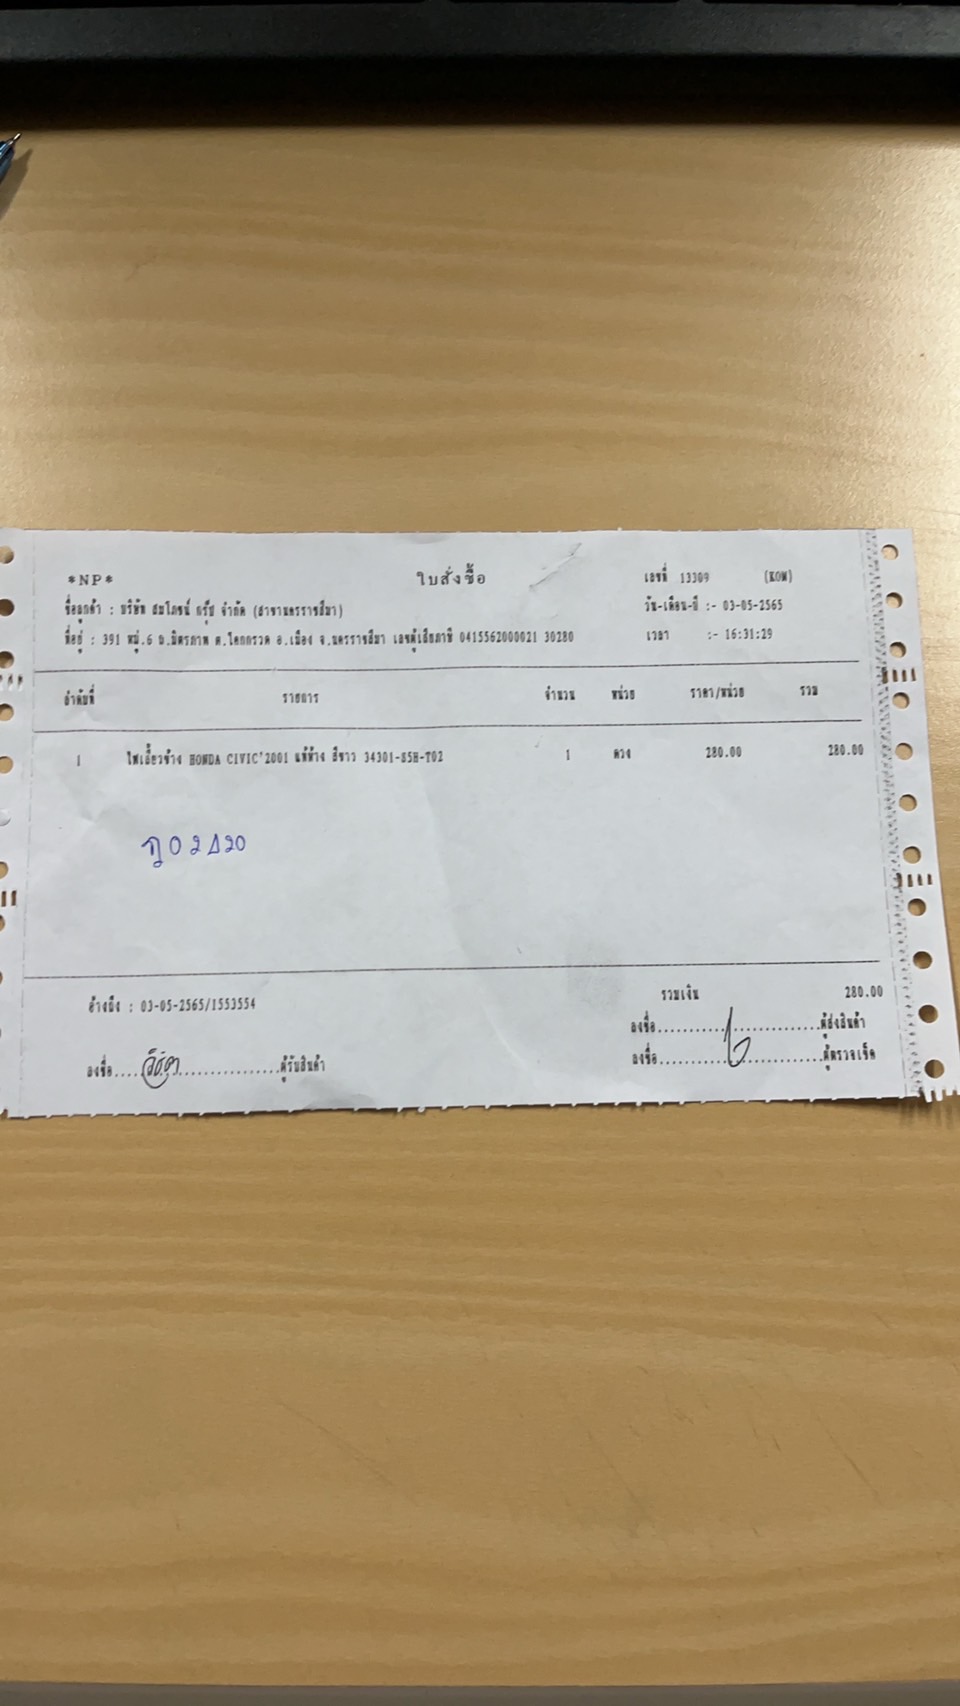 *NP*
ใบสั่งซื้อ
เลขที่ 13309 (KOM)
ชื่อลูกค้า : บริษัท สมโภชน์ กรุ๊ป จำกัด (สาขานครราชสีมา)
วัน-เดือน-ปี :- 03-05-2565
ที่อยู่ : 391 หมู่.6 ถ.มิตรภาพ ต.โคกกรวด อ.เมือง จ.นครราชสีมา เลขผู้เสียภาษี 0415562000021 30280
เวลา :- 16:31:29
ลำดับที่ รายการ จำนวน หน่วย ราคา/หน่วย รวม
1 ไฟเลี้ยวข้าง HONDA CIVIC'2001 แท้ห้าง สีขาว 34301-S5H-T02 1 ดวง 280.00 280.00
อ้างถึง : 03-05-2565/1553554
รวมเงิน 280.00
ลงชื่อ..............................ผู้ส่งสินค้า
ลงชื่อ..............................ผู้ตรวจเช็ค
ลงชื่อ..............................ผู้รับสินค้า